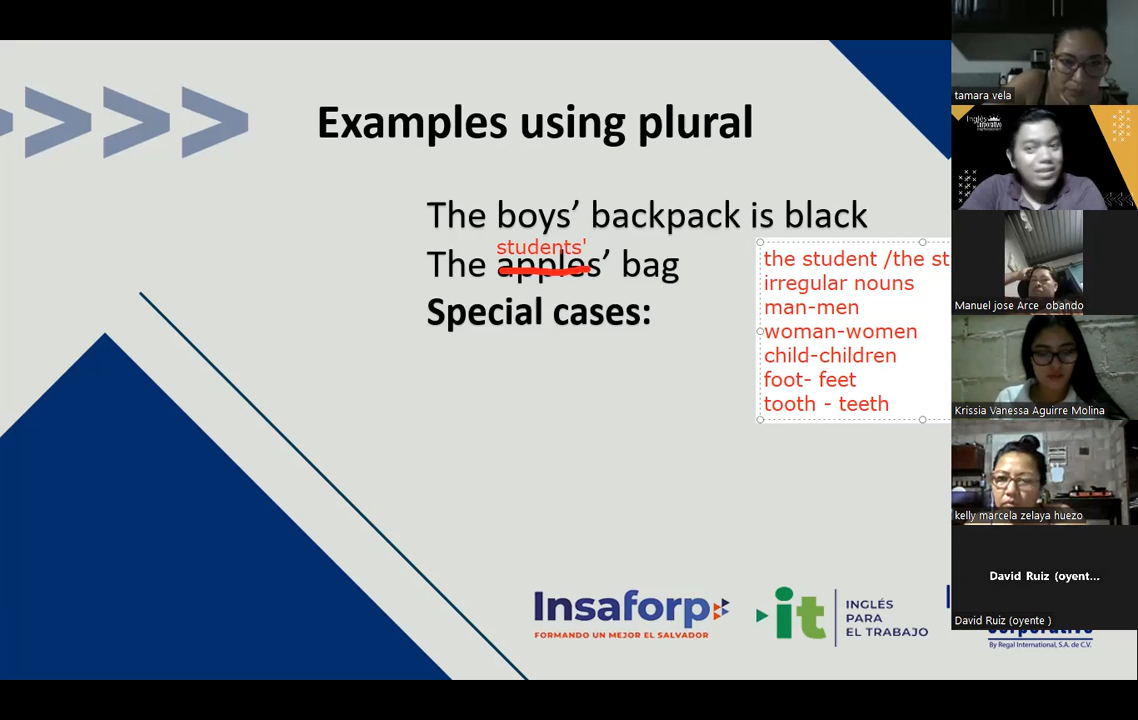 Examples using plural
The boys' backpack is black
students'
The apples' bag
Special cases:
the student /the st
irregular nouns
man-men
woman-women
child-children
foot- feet
tooth - teeth
Insaforp
FORMANDO UN MEJOR EL SALVADOR
it
INGLÉS
PARA
EL TRABAJO
Corporativo
By Regal International, S.A. de C.V.
tamara vela
Inglés
Corporativo
Manuel jose Arce obando
Krissia Vanessa Aguirre Molina
kelly marcela zelaya huezo
David Ruiz (oyent...
David Ruiz (oyente )